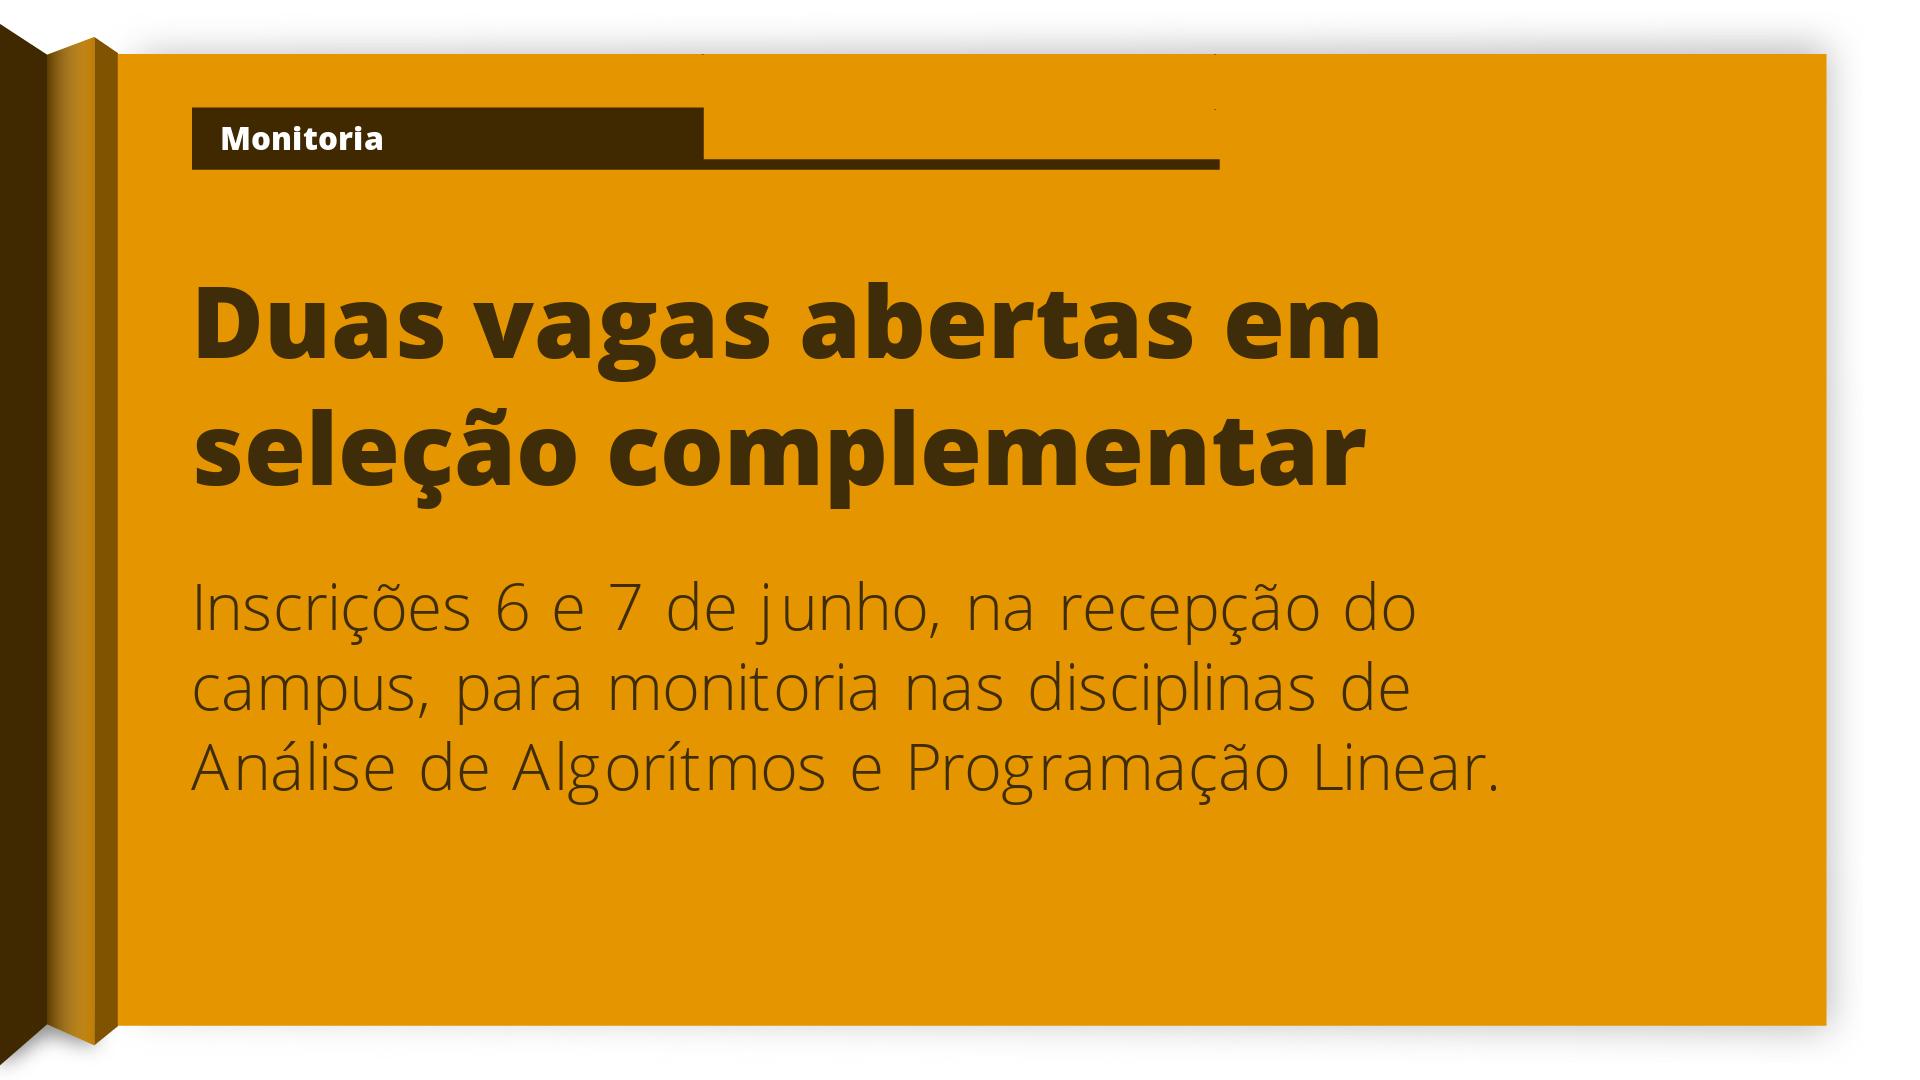 Monitoria
Duas vagas abertas em
seleção complementar
Inscrições 6 e 7 de junho, na recepção do
campus, para monitoria nas disciplinas de
Análise de Algorítmos e Programação Linear.